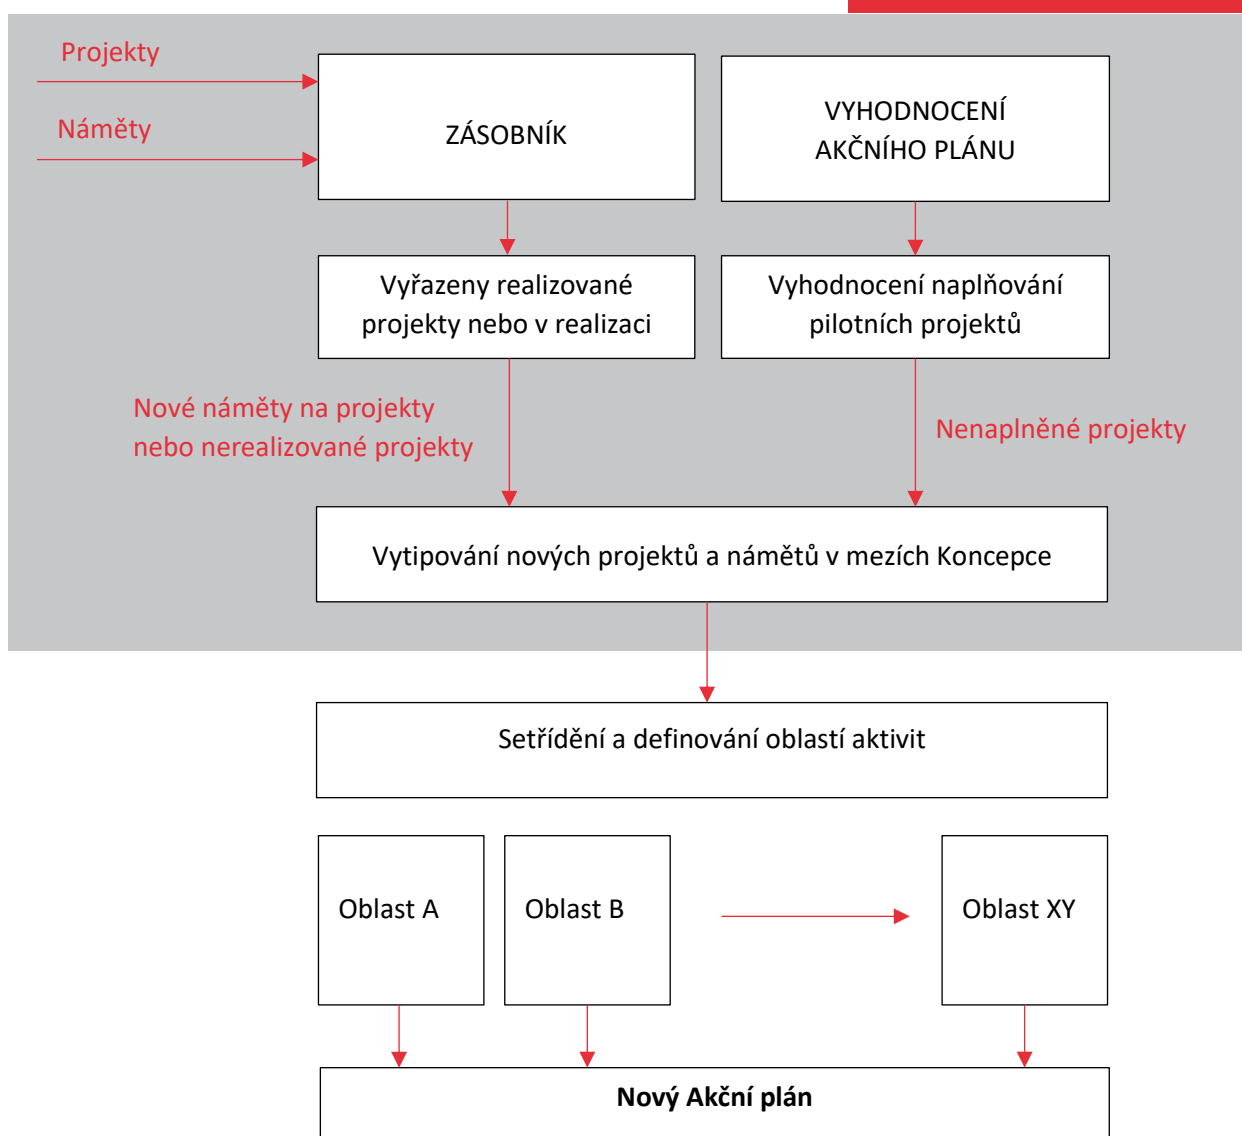 Projekty
Náměty
ZÁSOBNÍK
VYHODNOCENÍ
AKČNÍHO PLÁNU
Vyřazeny realizované
projekty nebo v realizaci
Vyhodnocení naplňování
pilotních projektů
Nové náměty na projekty
nebo nerealizované projekty
Nenaplněné projekty
Vytipování nových projektů a námětů v mezích Koncepce
Setřídění a definování oblastí aktivit
Oblast A
Oblast B
Oblast XY
Nový Akční plán